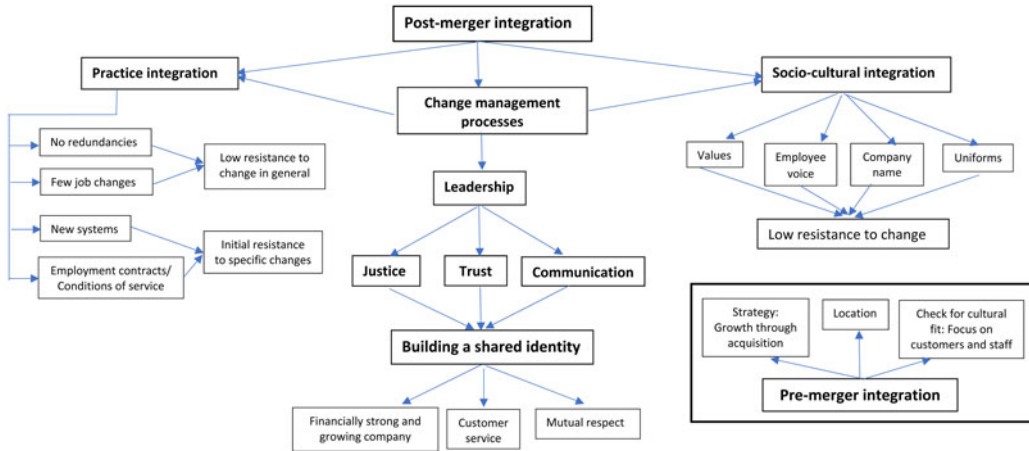 Post-merger integration
Practice integration
Socio-cultural integration
Change management
processes
No redundancies
Few job changes
Low resistance to
change in general
New systems
Employment contracts/
Conditions of service
Initial resistance
to specific changes
Leadership
Justice
Trust
Communication
Building a shared identity
Financially strong and
growing company
Customer
service
Mutual respect
Values
Employee
voice
Company
name
Uniforms
Low resistance to change
Strategy:
Growth through
acquisition
Location
Check for cultural
fit: Focus on
customers and staff
Pre-merger integration